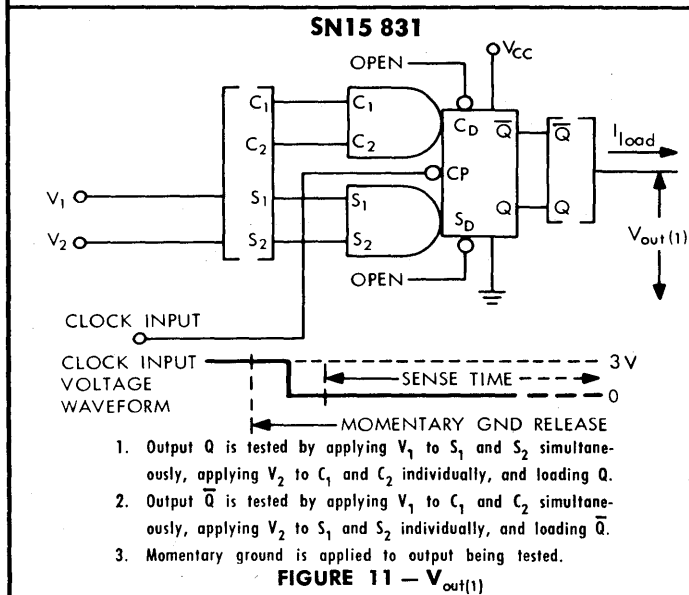 SN15 831
OPEN
VCC
C1 C1 CD Q̅ Q̅ Iload
C2 C2
CP
V1 S1 S1
V2 S2 S2 SD Q Q
Vout(1)
OPEN
CLOCK INPUT
CLOCK INPUT VOLTAGE WAVEFORM
3 V
SENSE TIME
0
MOMENTARY GND RELEASE
1. Output Q is tested by applying V1 to S1 and S2 simultane-
ously, applying V2 to C1 and C2 individually, and loading Q.
2. Output Q̅ is tested by applying V1 to C1 and C2 simultane-
ously, applying V2 to S1 and S2 individually, and loading Q̅.
3. Momentary ground is applied to output being tested.
FIGURE 11 – Vout(1)